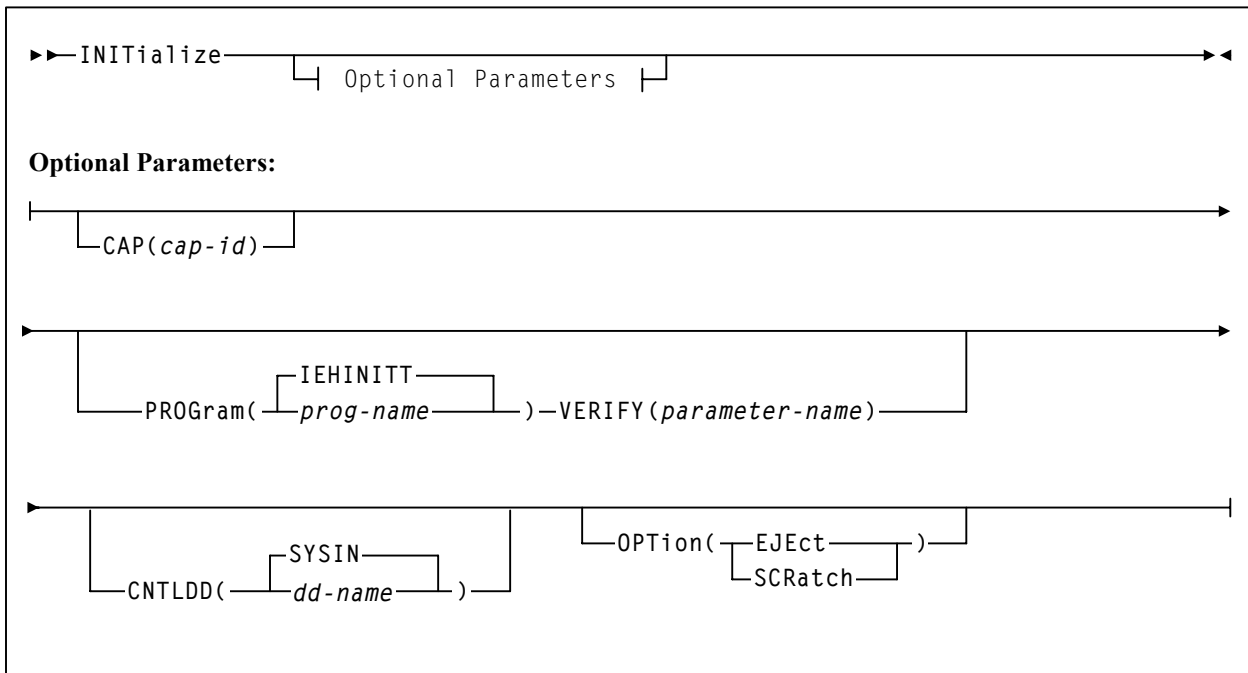 INITialize
Optional Parameters
Optional Parameters:
CAP(cap-id)
IEHINITT
PROGram( prog-name )VERIFY(parameter-name)
SYSIN
CNTLDD( dd-name )
OPTion( EJEct )
SCRatch